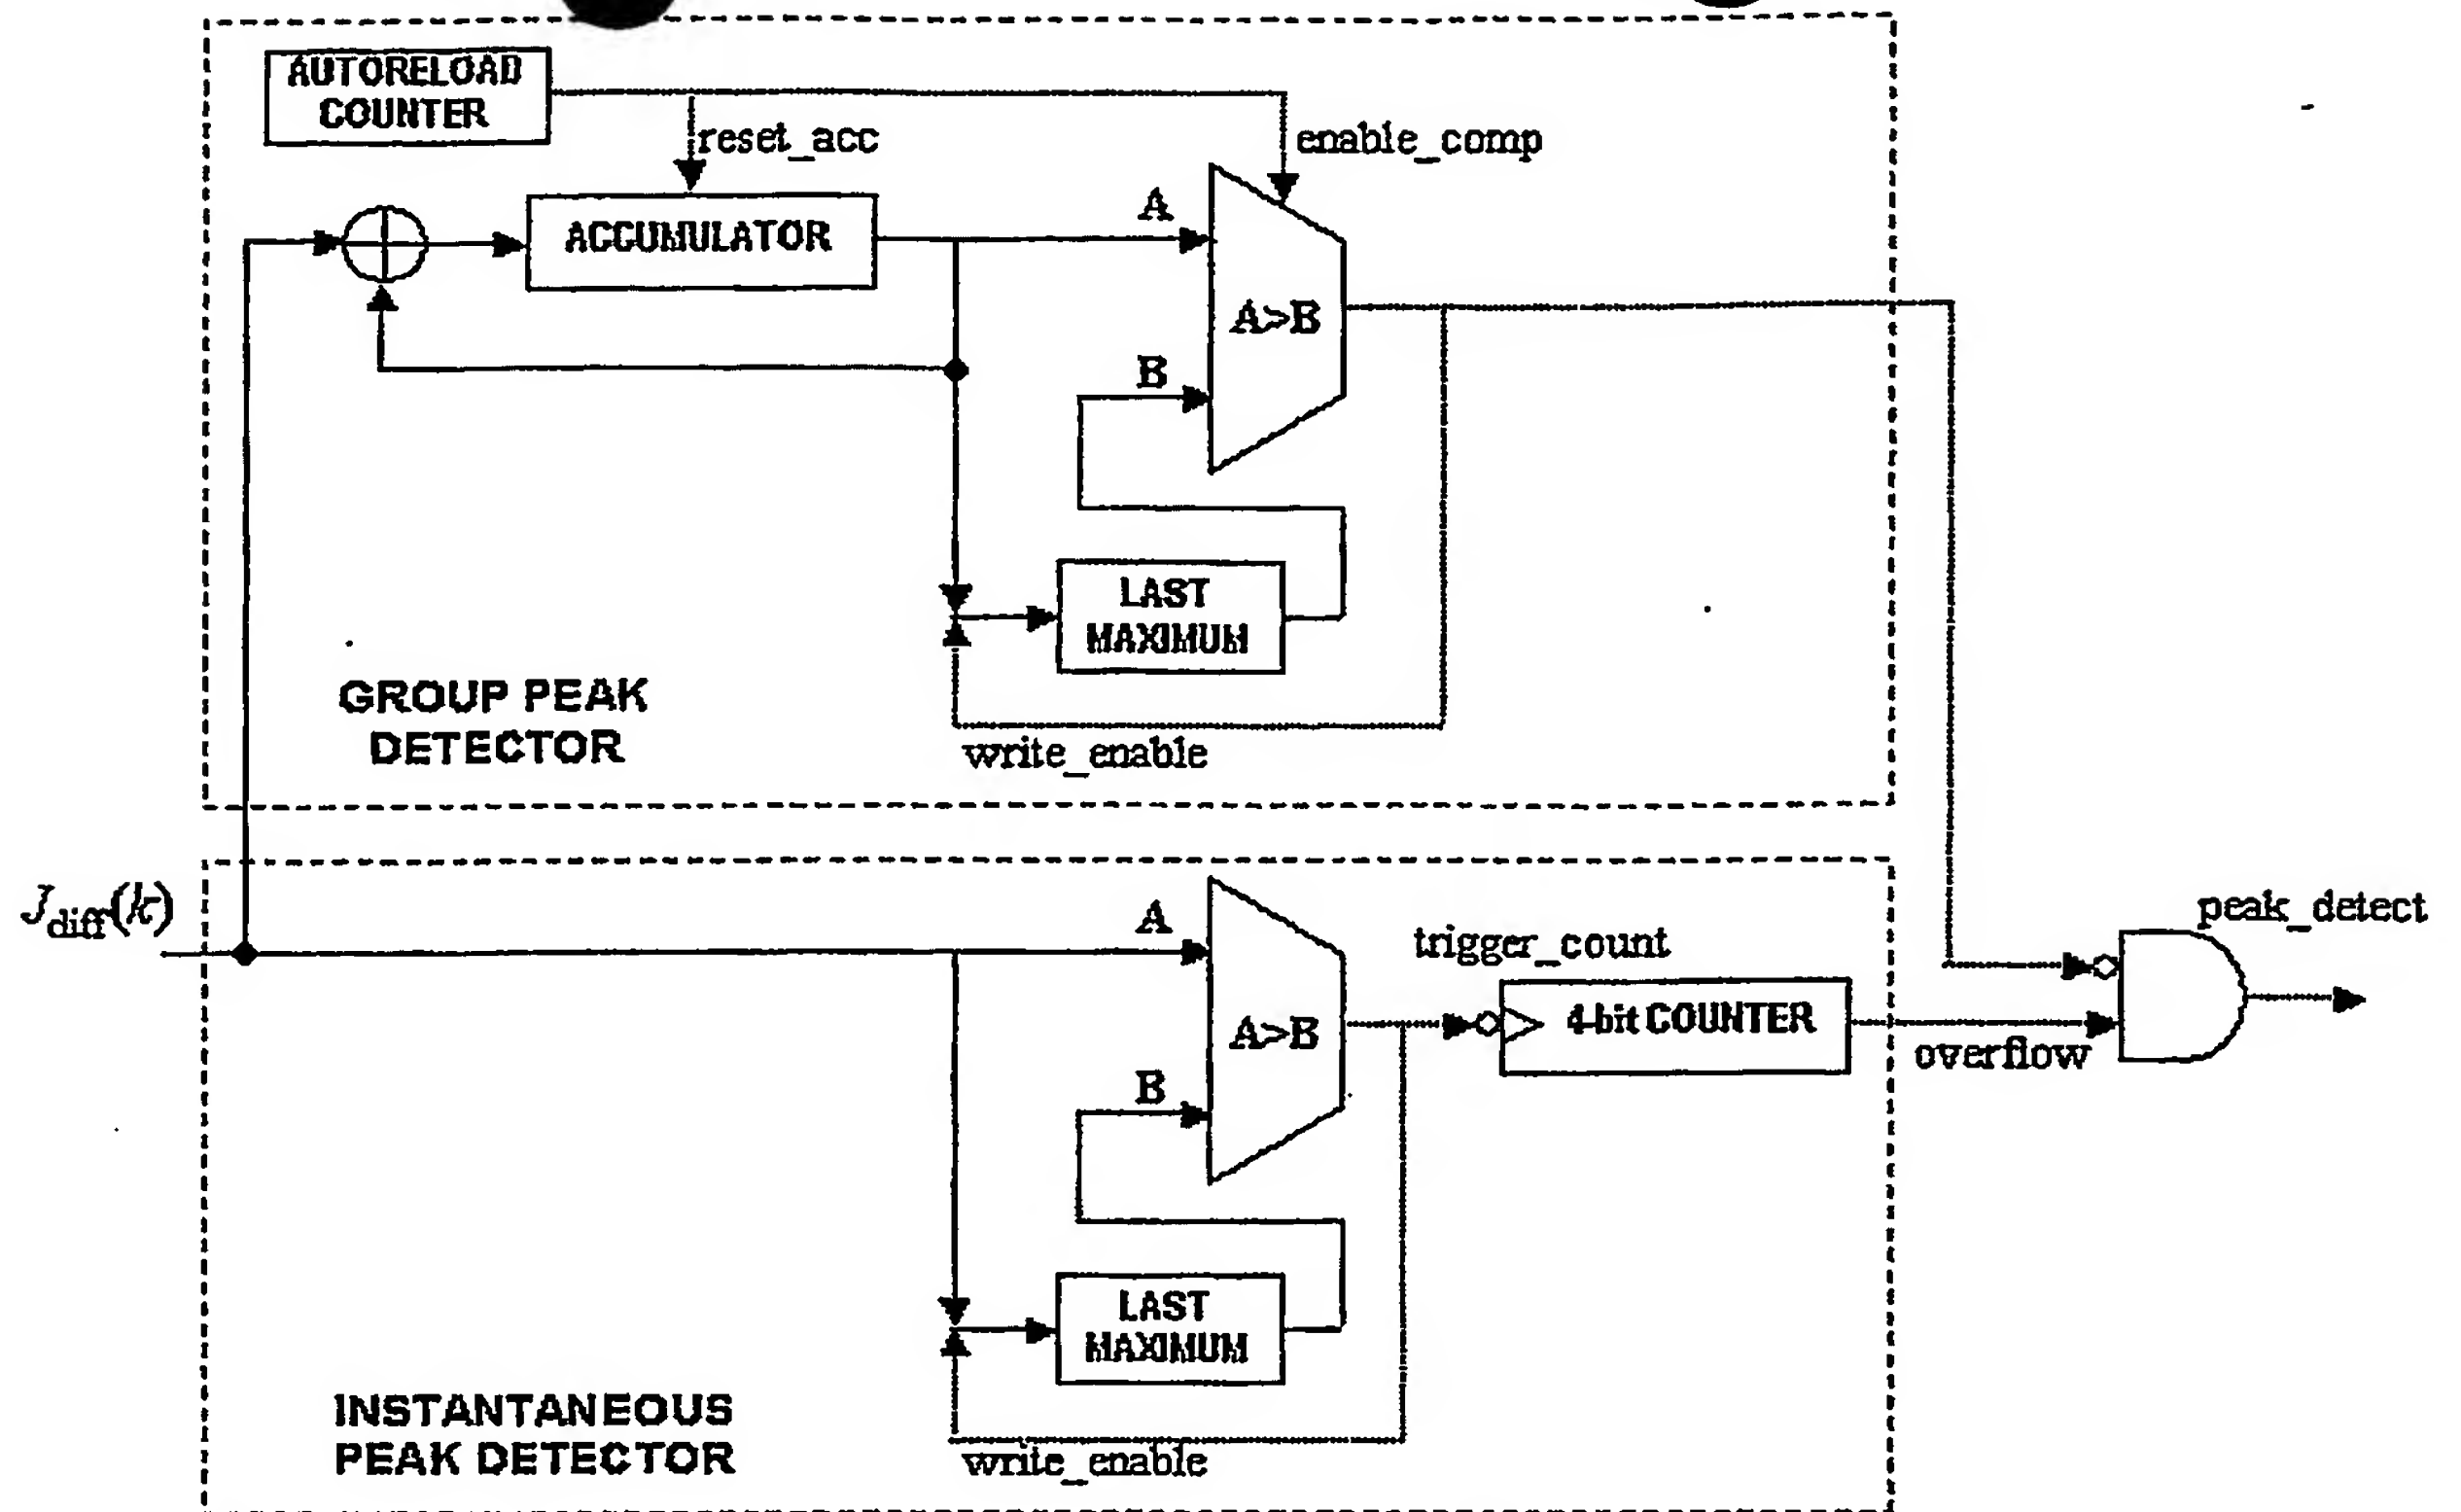 AUTORELOAD
COUNTER
reset_acc
enable_comp
ACCUMULATOR
A
A>B
B
LAST
MAXIMUM
GROUP PEAK
DETECTOR
write_enable
J_diff(k)
A
trigger_count
peak_detect
4-bit COUNTER
A>B
overflow
B
LAST
MAXIMUM
INSTANTANEOUS
PEAK DETECTOR
write_enable